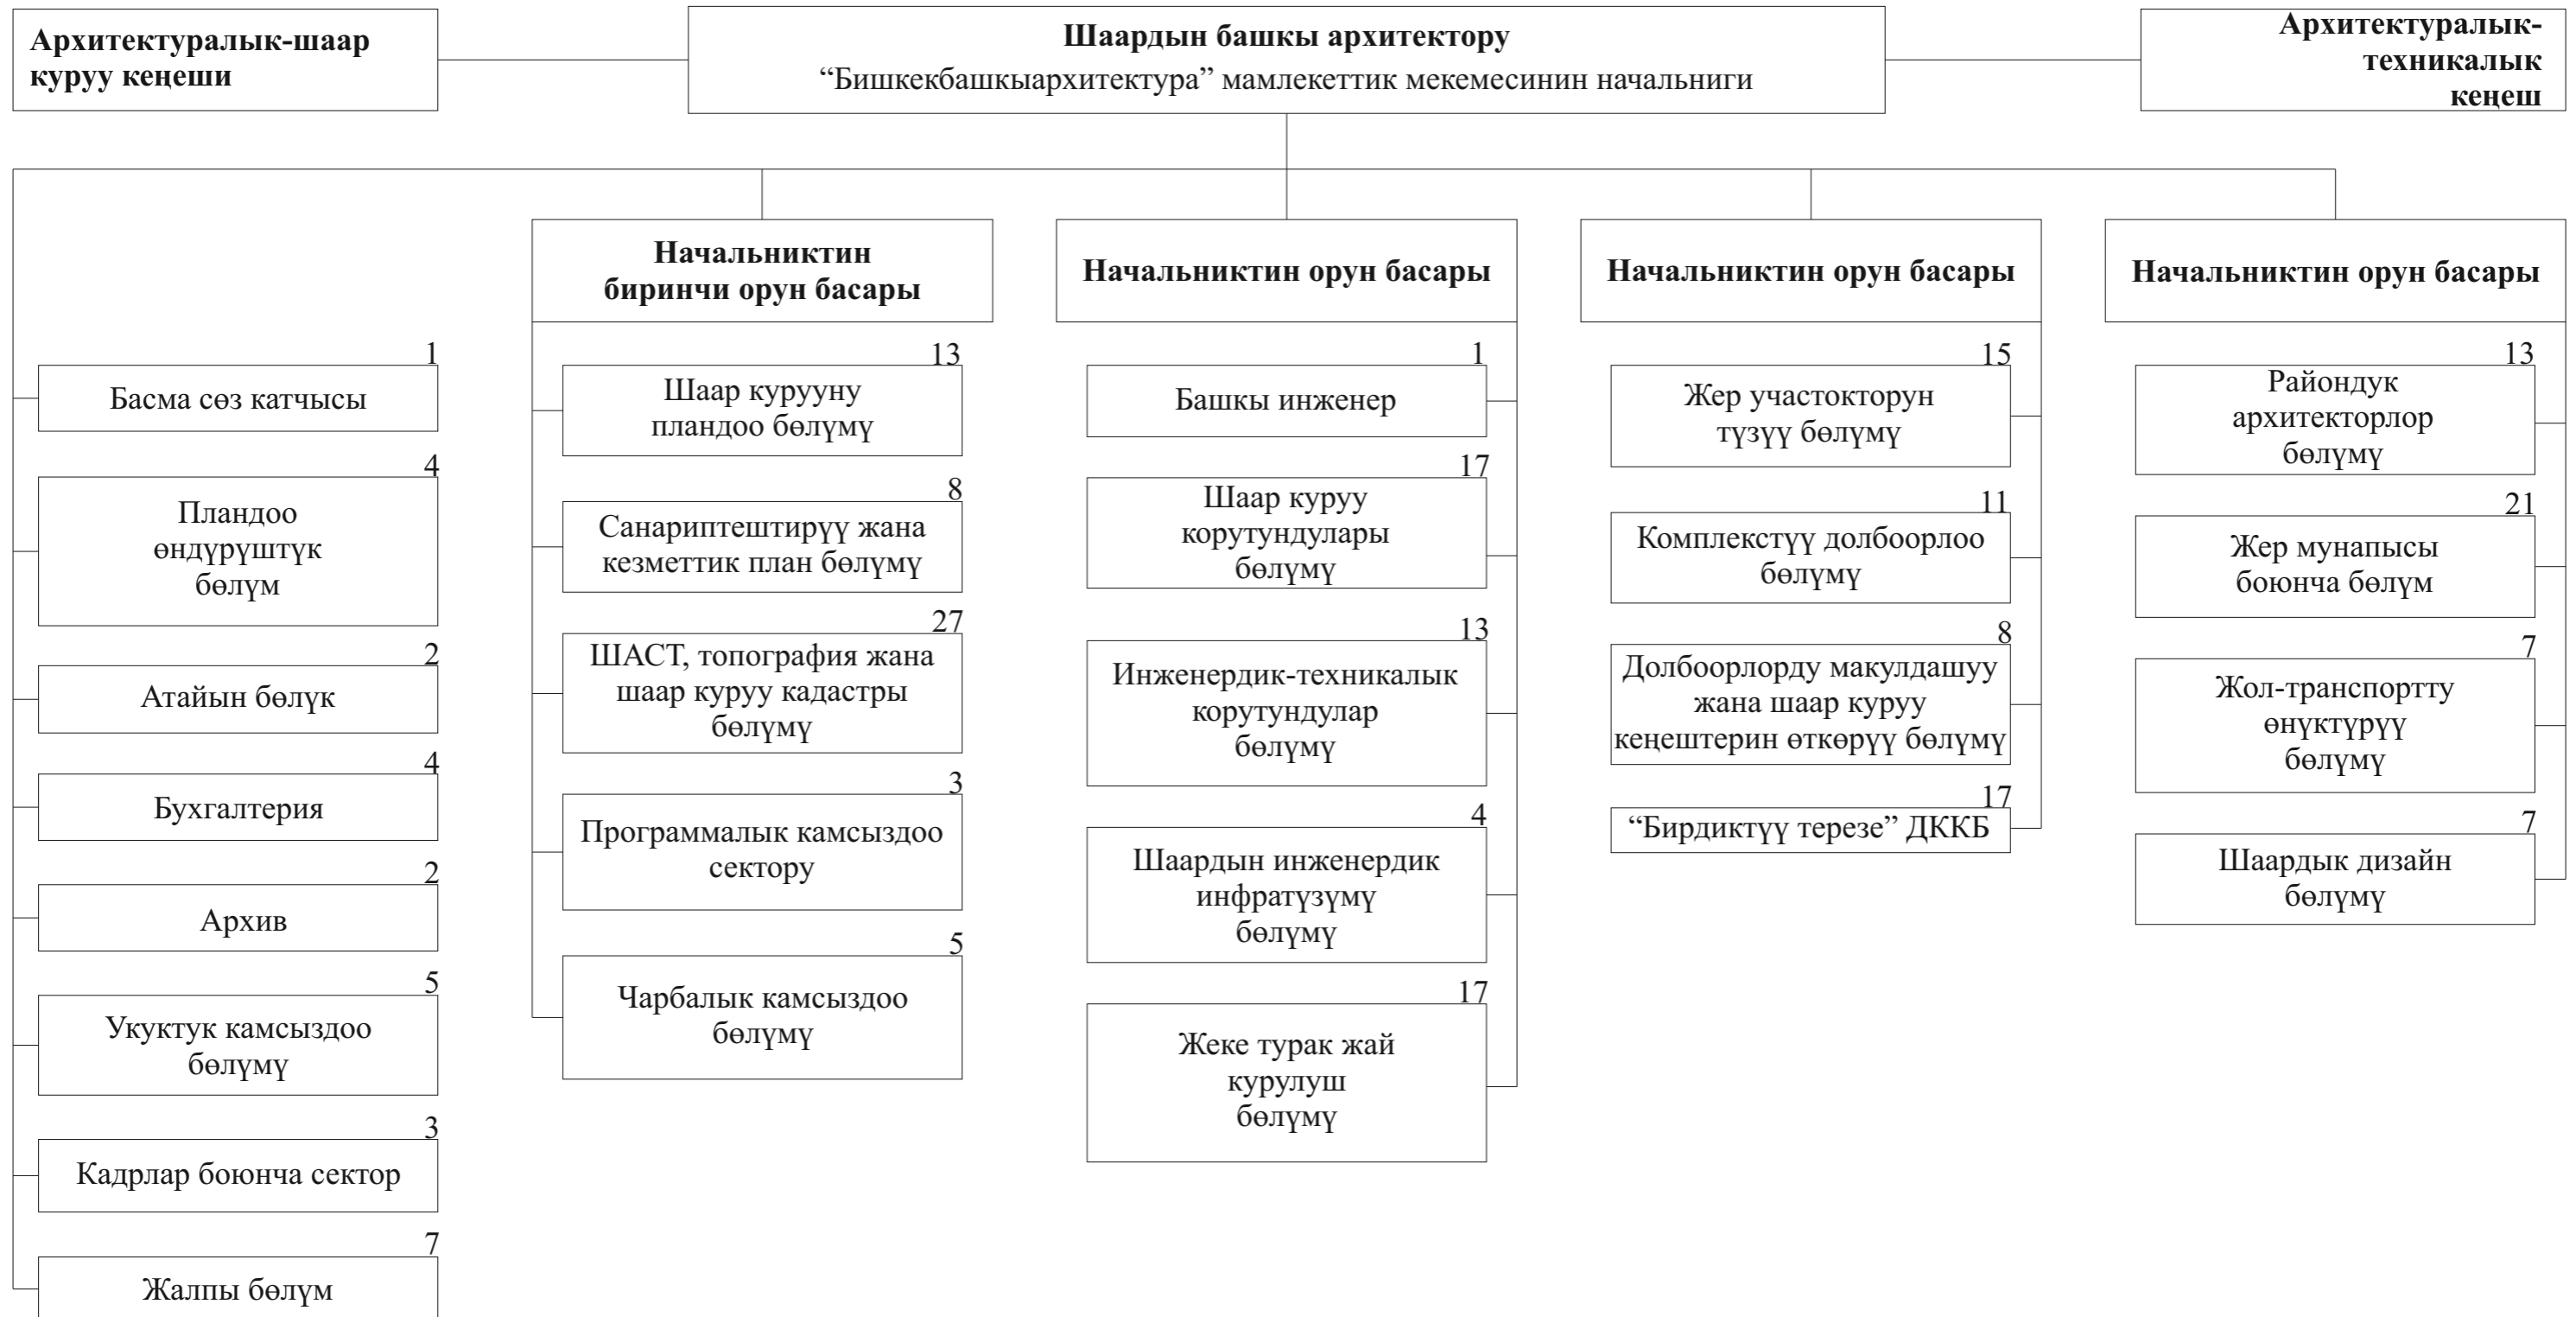 Архитектуралык-шаар
куруу кеңеши
Шаардын башкы архитектору
“Бишкекбашкыархитектура” мамлекеттик мекемесинин начальниги
Архитектуралык-
техникалык
кеңеш
1
Басма сөз катчысы
4
Пландоо
өндүрүштүк
бөлүм
2
Атайын бөлүк
4
Бухгалтерия
2
Архив
5
Укуктук камсыздоо
бөлүмү
3
Кадрлар боюнча сектор
7
Жалпы бөлүм
Начальниктин
биринчи орун басары
13
Шаар курууну
пландоо бөлүмү
8
Санариптештирүү жана
кезметтик план бөлүмү
27
ШАСТ, топография жана
шаар куруу кадастры
бөлүмү
3
Программалык камсыздоо
сектору
5
Чарбалык камсыздоо
бөлүмү
Начальниктин орун басары
1
Башкы инженер
17
Шаар куруу
корутундулары
бөлүмү
13
Инженердик-техникалык
корутундулар
бөлүмү
4
Шаардын инженердик
инфратүзүмү
бөлүмү
17
Жеке турак жай
курулуш
бөлүмү
Начальниктин орун басары
15
Жер участокторун
түзүү бөлүмү
11
Комплекстүү долбоорлоо
бөлүмү
8
Долбоорлорду макулдашуу
жана шаар куруу
кеңештерин өткөрүү бөлүмү
17
“Бирдиктүү терезе” ДККБ
Начальниктин орун басары
13
Райондук
архитекторлор
бөлүмү
21
Жер мунапысы
боюнча бөлүм
7
Жол-транспортту
өнүктүрүү
бөлүмү
7
Шаардык дизайн
бөлүмү